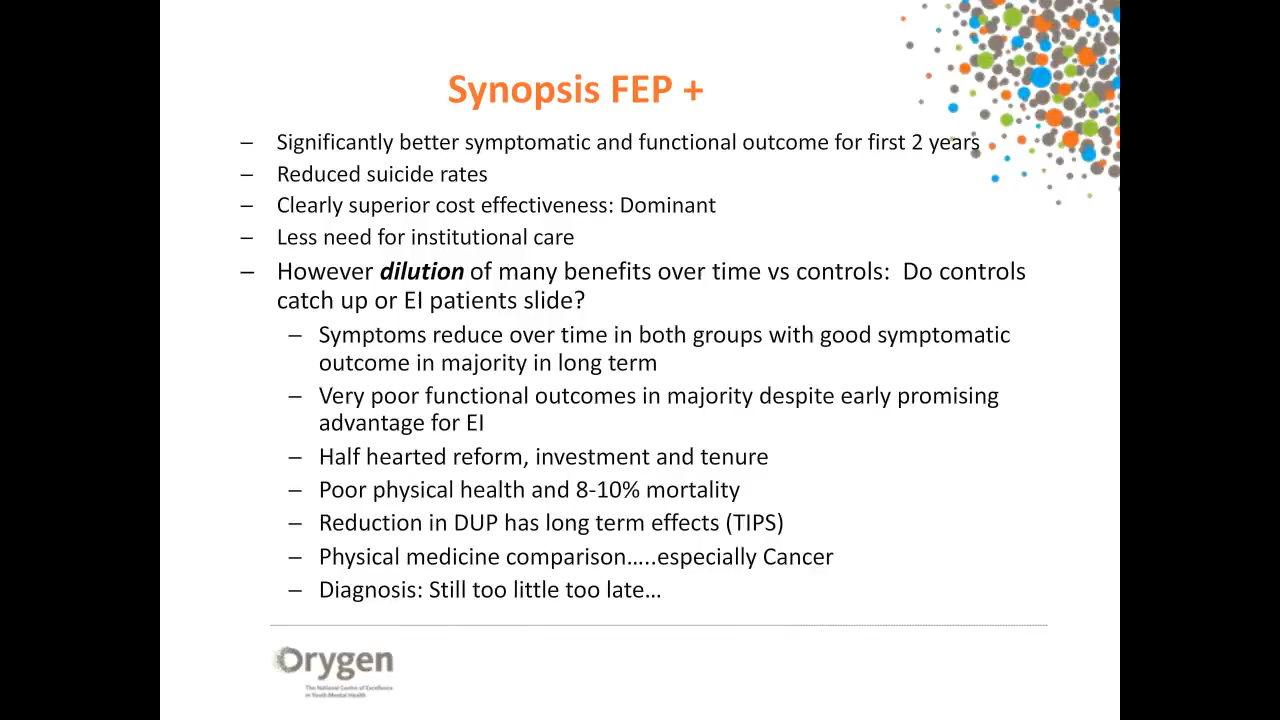 Synopsis FEP +
– Significantly better symptomatic and functional outcome for first 2 years
– Reduced suicide rates
– Clearly superior cost effectiveness: Dominant
– Less need for institutional care
– However dilution of many benefits over time vs controls: Do controls
catch up or EI patients slide?
– Symptoms reduce over time in both groups with good symptomatic
outcome in majority in long term
– Very poor functional outcomes in majority despite early promising
advantage for EI
– Half hearted reform, investment and tenure
– Poor physical health and 8-10% mortality
– Reduction in DUP has long term effects (TIPS)
– Physical medicine comparison…..especially Cancer
– Diagnosis: Still too little too late…
Orygen
The National Centre of Excellence
in Youth Mental Health